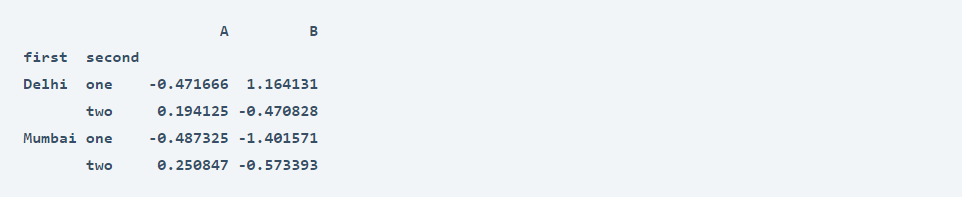 A B
first second
Delhi one -0.471666 1.164131
two 0.194125 -0.470828
Mumbai one -0.487325 -1.401571
two 0.250847 -0.573393